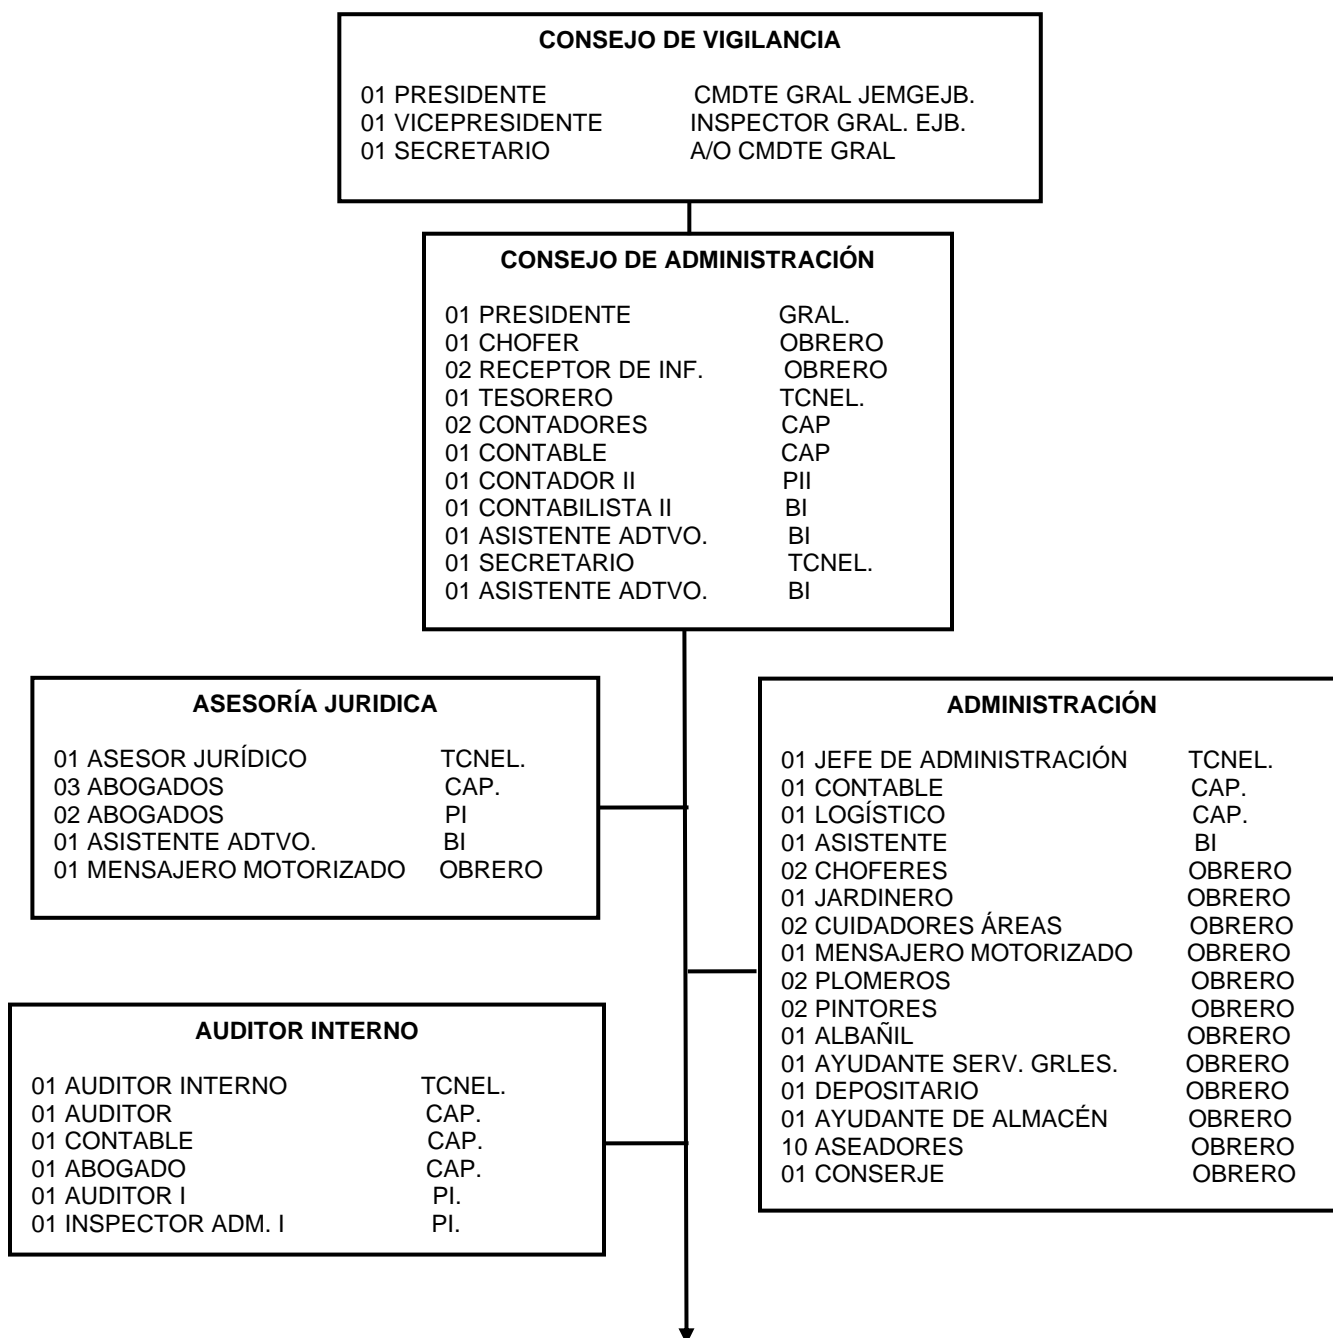 CONSEJO DE VIGILANCIA
01 PRESIDENTE CMDTE GRAL JEMGEJB.
01 VICEPRESIDENTE INSPECTOR GRAL. EJB.
01 SECRETARIO A/O CMDTE GRAL
CONSEJO DE ADMINISTRACIÓN
01 PRESIDENTE GRAL.
01 CHOFER OBRERO
02 RECEPTOR DE INF. OBRERO
01 TESORERO TCNEL.
02 CONTADORES CAP
01 CONTABLE CAP
01 CONTADOR II PII
01 CONTABILISTA II BI
01 ASISTENTE ADTVO. BI
01 SECRETARIO TCNEL.
01 ASISTENTE ADTVO. BI
ASESORÍA JURIDICA
01 ASESOR JURÍDICO TCNEL.
03 ABOGADOS CAP.
02 ABOGADOS PI
01 ASISTENTE ADTVO. BI
01 MENSAJERO MOTORIZADO OBRERO
ADMINISTRACIÓN
01 JEFE DE ADMINISTRACIÓN TCNEL.
01 CONTABLE CAP.
01 LOGÍSTICO CAP.
01 ASISTENTE BI
02 CHOFERES OBRERO
01 JARDINERO OBRERO
02 CUIDADORES ÁREAS OBRERO
01 MENSAJERO MOTORIZADO OBRERO
02 PLOMEROS OBRERO
02 PINTORES OBRERO
01 ALBAÑIL OBRERO
01 AYUDANTE SERV. GRLES. OBRERO
01 DEPOSITARIO OBRERO
01 AYUDANTE DE ALMACÉN OBRERO
10 ASEADORES OBRERO
01 CONSERJE OBRERO
AUDITOR INTERNO
01 AUDITOR INTERNO TCNEL.
01 AUDITOR CAP.
01 CONTABLE CAP.
01 ABOGADO CAP.
01 AUDITOR I PI.
01 INSPECTOR ADM. I PI.